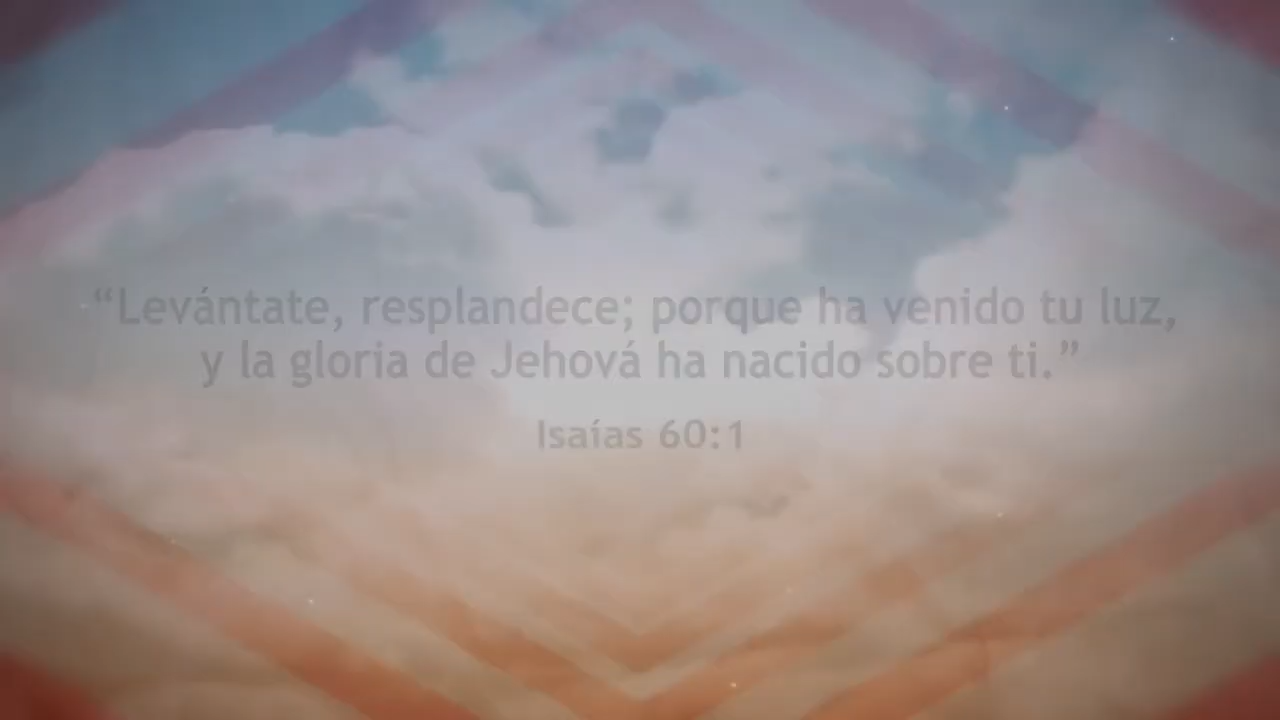 “Levántate, resplandece; porque ha venido tu luz,
y la gloria de Jehová ha nacido sobre ti.”
Isaías 60:1